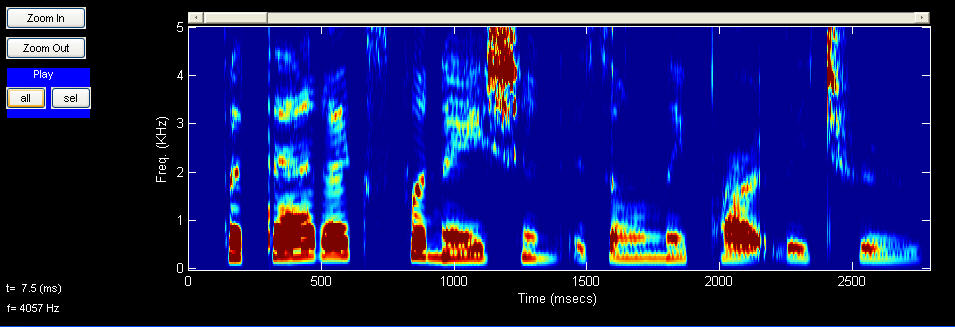 Zoom In
Zoom Out
Play
all sel
5
4
3
2
1
0
Freq. (KHz)
0 500 1000 1500 2000 2500
Time (msecs)
t= 7.5 (ms)
f= 4057 Hz